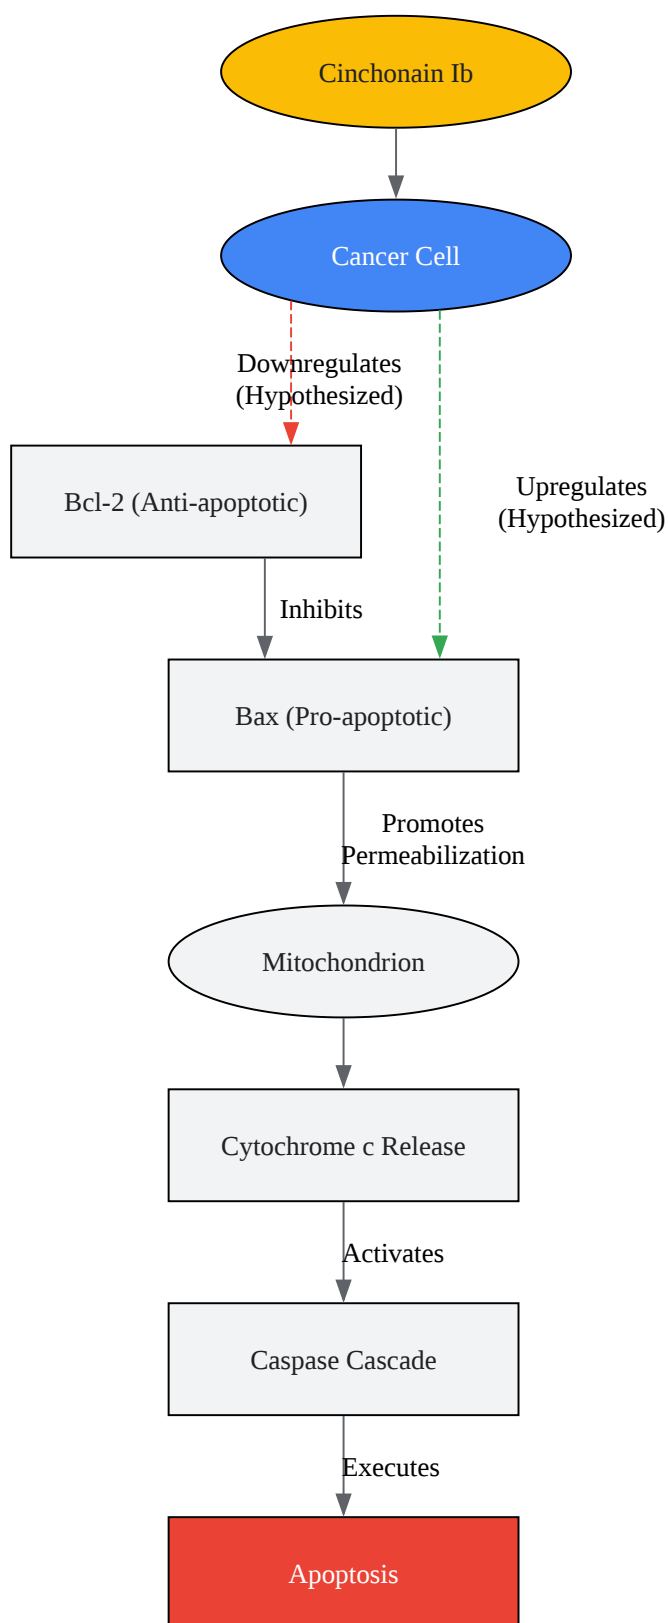 Cinchonain Ib
Cancer Cell
Downregulates
(Hypothesized)
Bcl-2 (Anti-apoptotic)
Upregulates
(Hypothesized)
Inhibits
Bax (Pro-apoptotic)
Promotes
Permeabilization
Mitochondrion
Cytochrome c Release
Activates
Caspase Cascade
Executes
Apoptosis